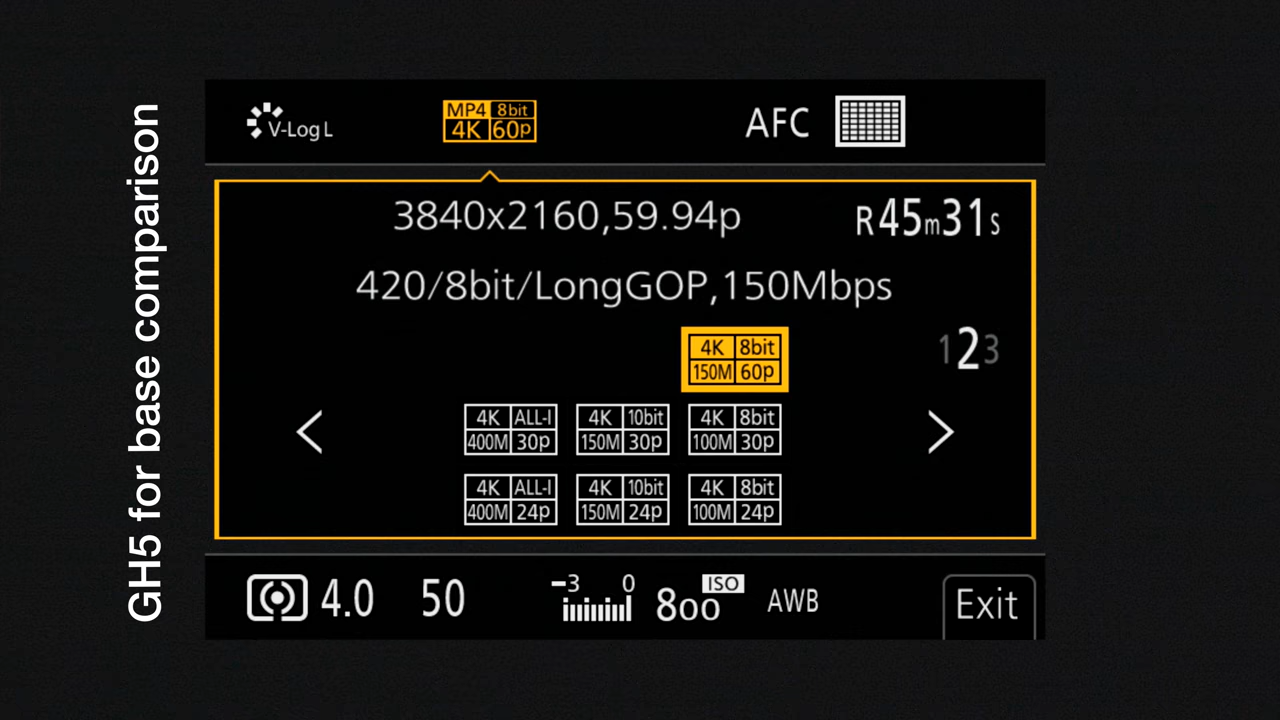 GH5 for base comparison
V-Log L
MP4 8bit
4K 60p
AFC
3840x2160,59.94p
R45m31s
420/8bit/LongGOP,150Mbps
4K 8bit
150M 60p
123
4K ALL-I 4K 10bit 4K 8bit
400M 30p 150M 30p 100M 30p
4K ALL-I 4K 10bit 4K 8bit
400M 24p 150M 24p 100M 24p
4.0 50 −3 0 800 ISO AWB Exit